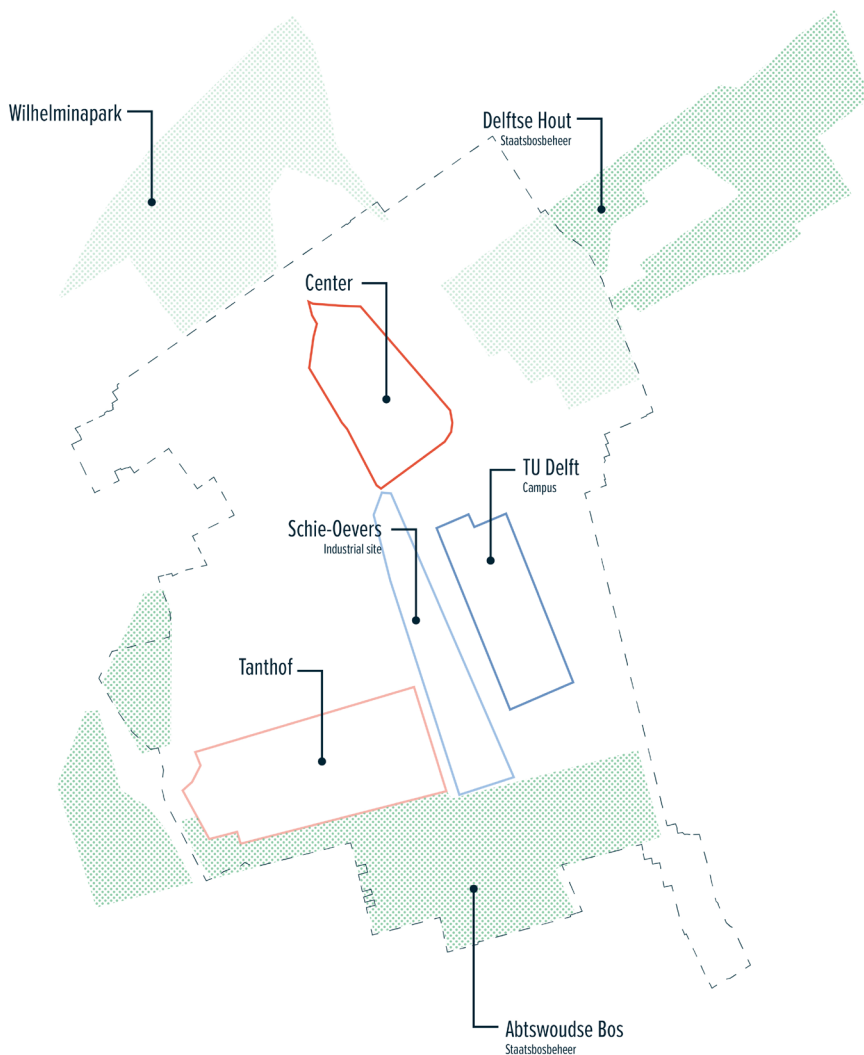 Wilhelminapark
Delftse Hout
Staatsbosbeheer
Center
TU Delft
Campus
Schie-Oevers
Industrial site
Tanthof
Abtswoudse Bos
Staatsbosbeheer